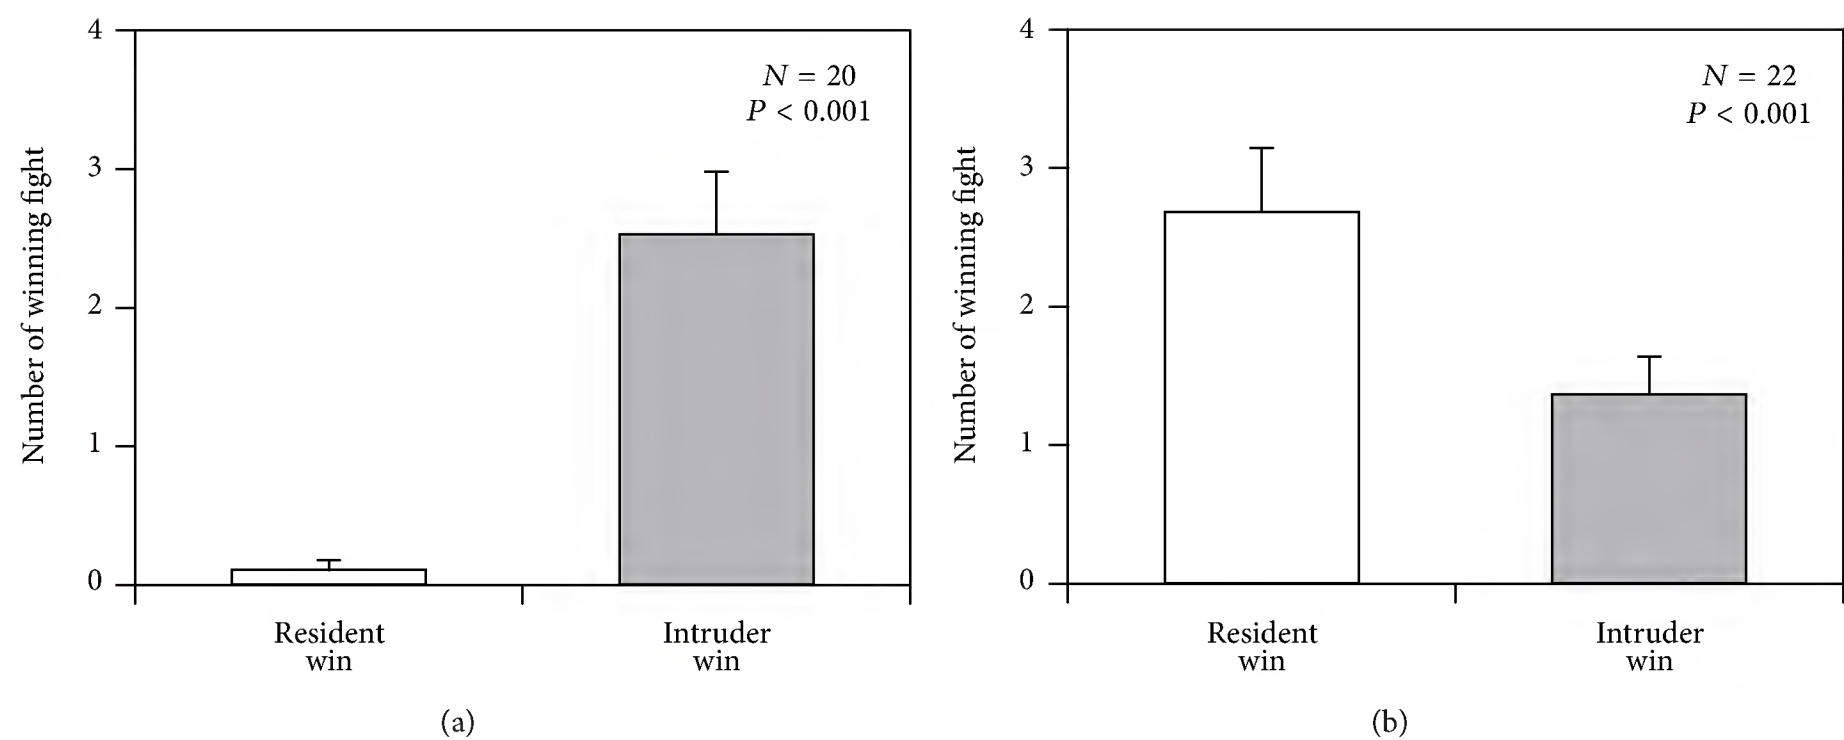 Number of winning fight
4
3
2
1
0
N = 20
P < 0.001
Resident
win
Intruder
win
(a)
Number of winning fight
4
3
2
1
0
N = 22
P < 0.001
Resident
win
Intruder
win
(b)